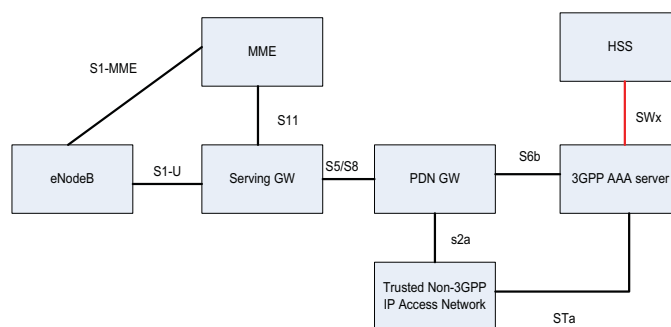 MME
HSS
S1-MME
S11
SWx
eNodeB
S1-U
Serving GW
S5/S8
PDN GW
S6b
3GPP AAA server
s2a
Trusted Non-3GPP
IP Access Network
STa